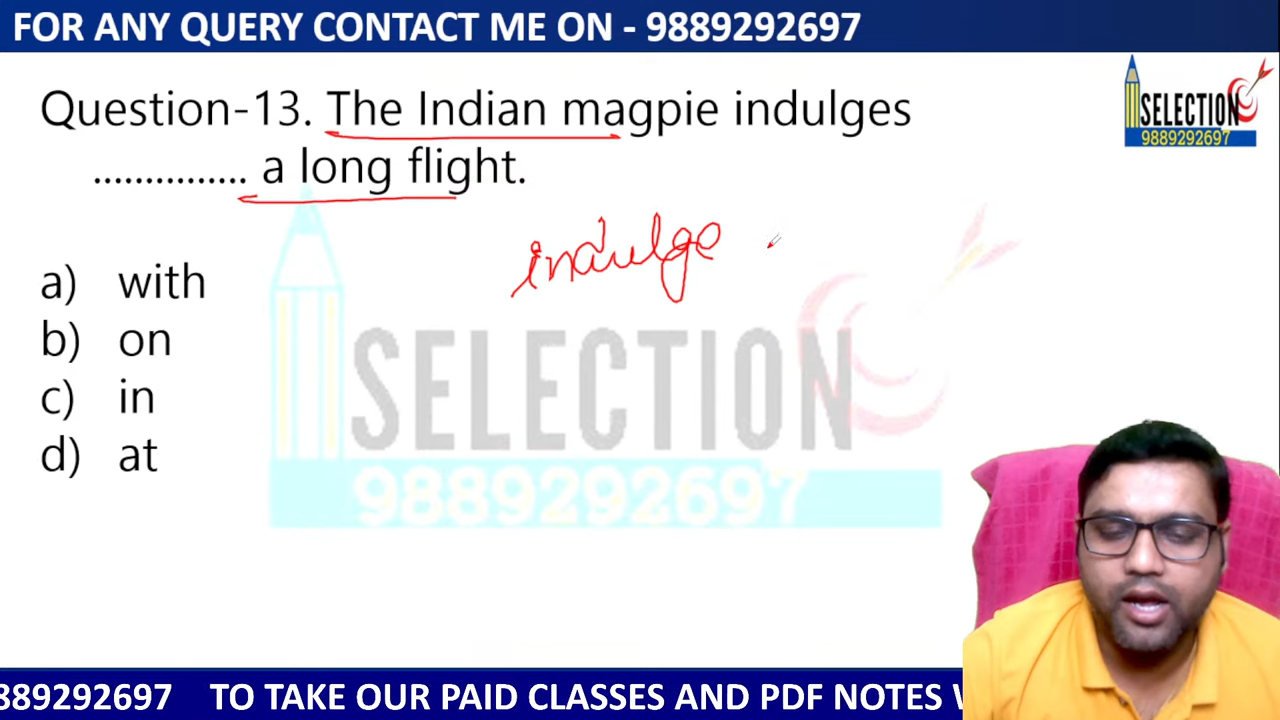 FOR ANY QUERY CONTACT ME ON - 9889292697
SELECTION
9889292697
Question-13. The Indian magpie indulges
............... a long flight.
indulge
a) with
b) on
c) in
d) at
SELECTION
9889292697
889292697 TO TAKE OUR PAID CLASSES AND PDF NOTES